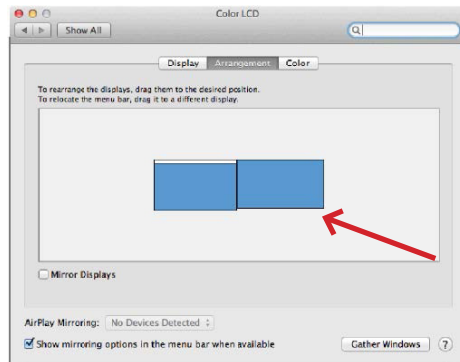 Color LCD
Show All
Display Arrangement Color
To rearrange the displays, drag them to the desired position.
To relocate the menu bar, drag it to a different display.
Mirror Displays
AirPlay Mirroring: No Devices Detected
Show mirroring options in the menu bar when available
Gather Windows ?